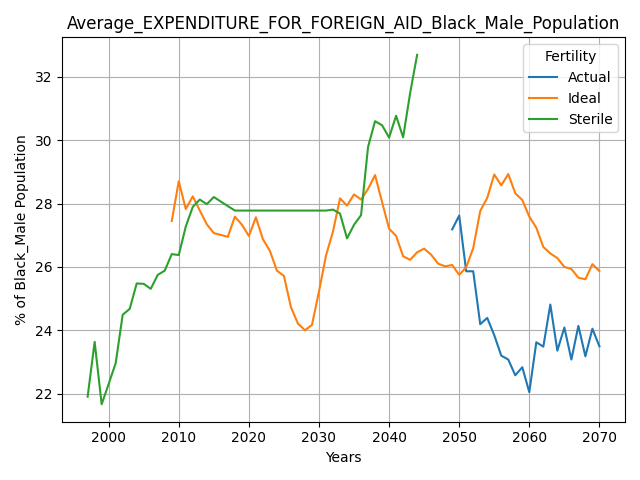 Average_EXPENDITURE_FOR_FOREIGN_AID_Black_Male_Population
Fertility
Actual
Ideal
Sterile
% of Black_Male Population
32
30
28
26
24
22
2000 2010 2020 2030 2040 2050 2060 2070
Years